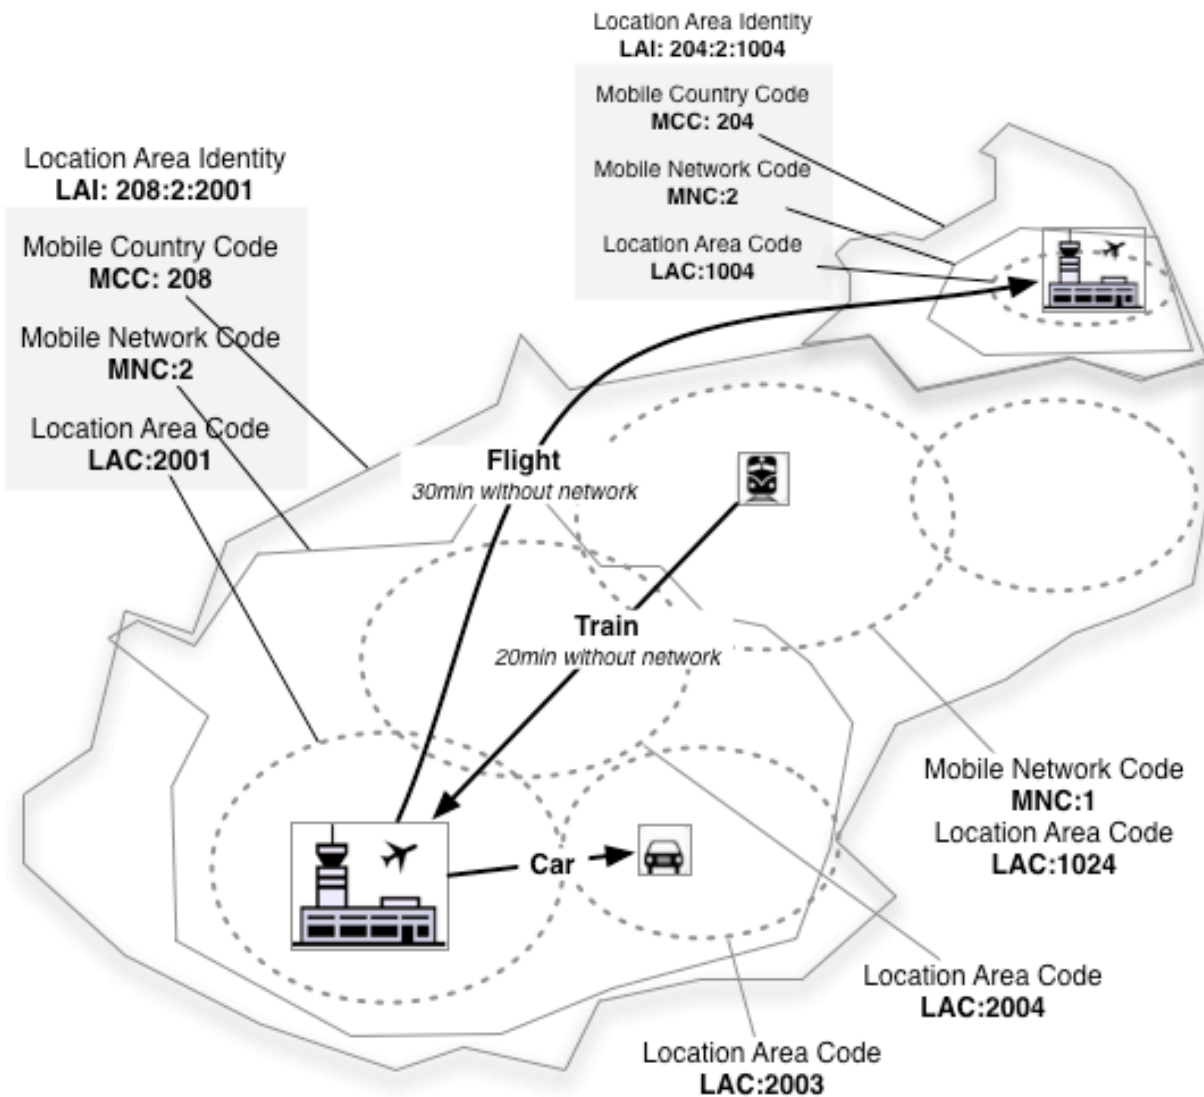 Location Area Identity
LAI: 204:2:1004
Mobile Country Code
MCC: 204
Mobile Network Code
MNC:2
Location Area Code
LAC:1004
Location Area Identity
LAI: 208:2:2001
Mobile Country Code
MCC: 208
Mobile Network Code
MNC:2
Location Area Code
LAC:2001
Flight
30min without network
Train
20min without network
Car
Mobile Network Code
MNC:1
Location Area Code
LAC:1024
Location Area Code
LAC:2004
Location Area Code
LAC:2003